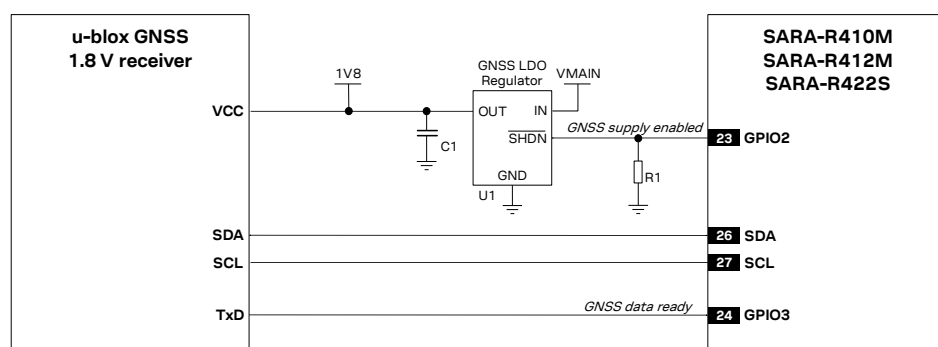 u-blox GNSS
1.8 V receiver
SARA-R410M
SARA-R412M
SARA-R422S
GNSS LDO
Regulator
1V8
VMAIN
VCC
OUT
IN
GNSS supply enabled
C1
SHDN
23
GPIO2
GND
R1
U1
SDA
26
SDA
SCL
27
SCL
GNSS data ready
TxD
24
GPIO3